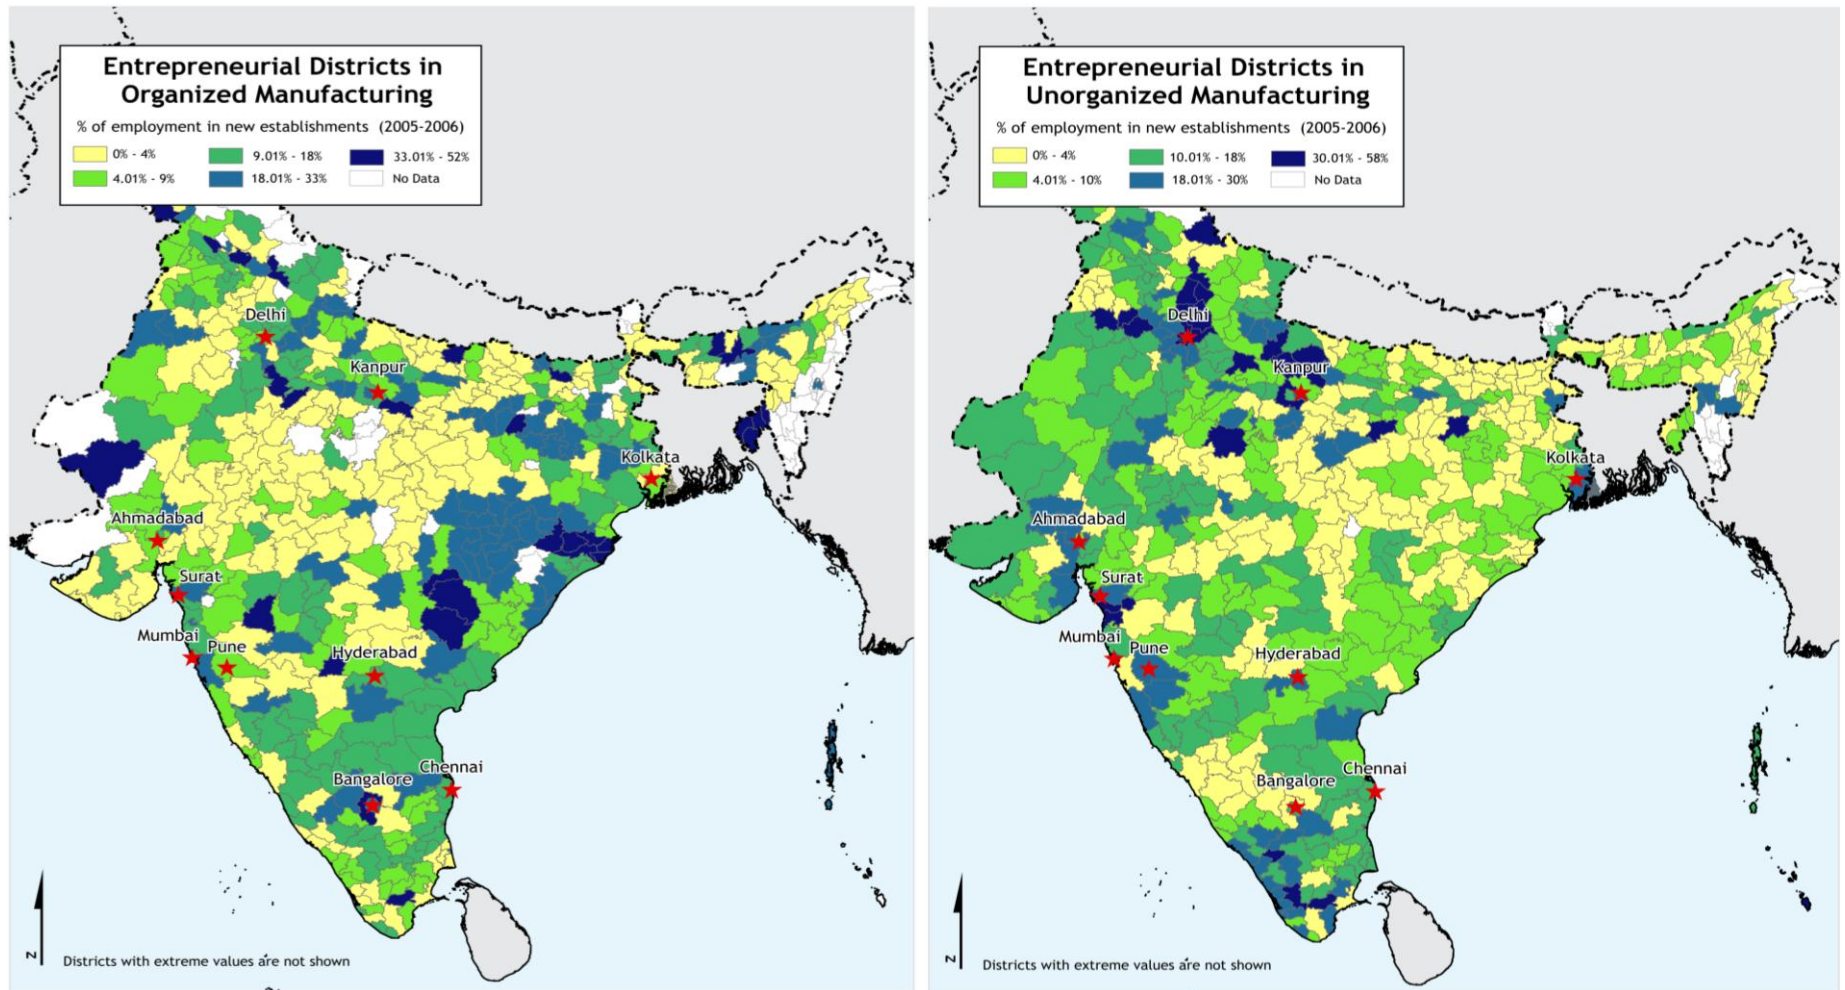 Entrepreneurial Districts in
Organized Manufacturing
% of employment in new establishments (2005-2006)
0% - 4%
9.01% - 18%
33.01% - 52%
4.01% - 9%
18.01% - 33%
No Data
Delhi
Kanpur
Kolkata
Ahmadabad
Surat
Mumbai
Pune
Hyderabad
Bangalore
Chennai
N
Districts with extreme values are not shown
Entrepreneurial Districts in
Unorganized Manufacturing
% of employment in new establishments (2005-2006)
0% - 4%
10.01% - 18%
30.01% - 58%
4.01% - 10%
18.01% - 30%
No Data
Delhi
Kanpur
Kolkata
Ahmadabad
Surat
Mumbai
Pune
Hyderabad
Bangalore
Chennai
N
Districts with extreme values are not shown